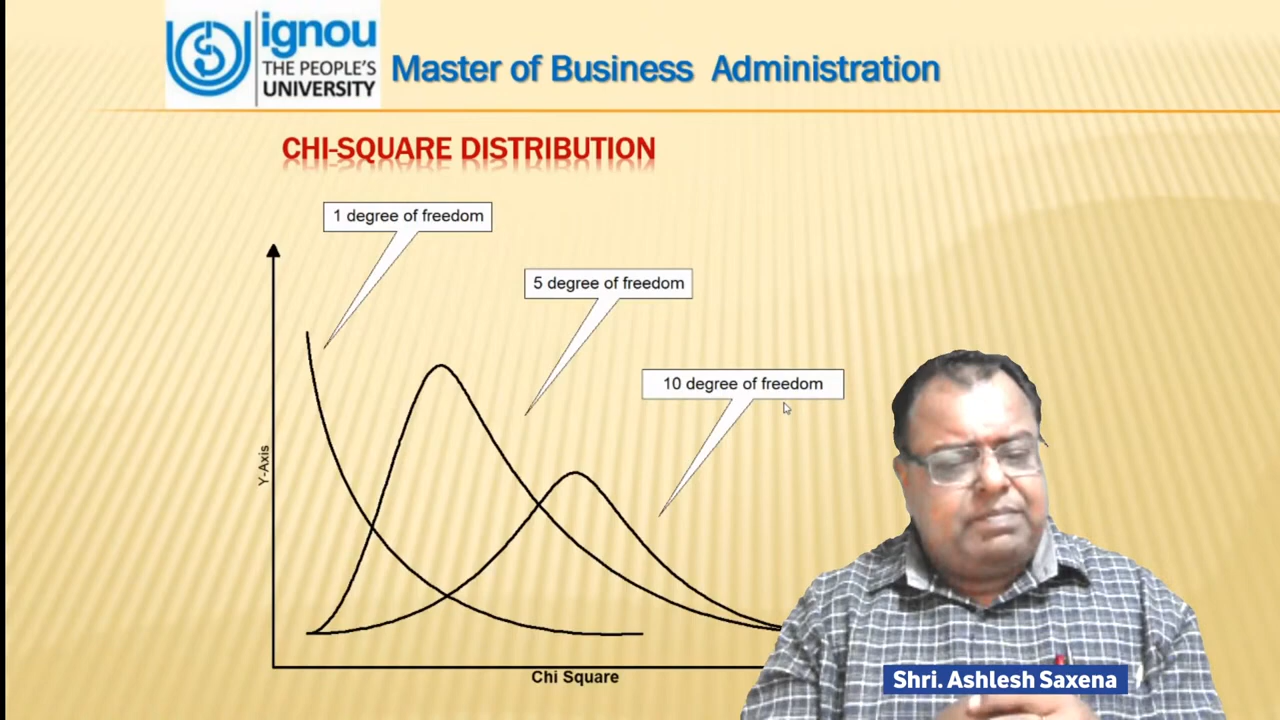 ignou
THE PEOPLE'S
UNIVERSITY
Master of Business Administration
CHI-SQUARE DISTRIBUTION
1 degree of freedom
5 degree of freedom
10 degree of freedom
Y-Axis
Chi Square
Shri. Ashlesh Saxena